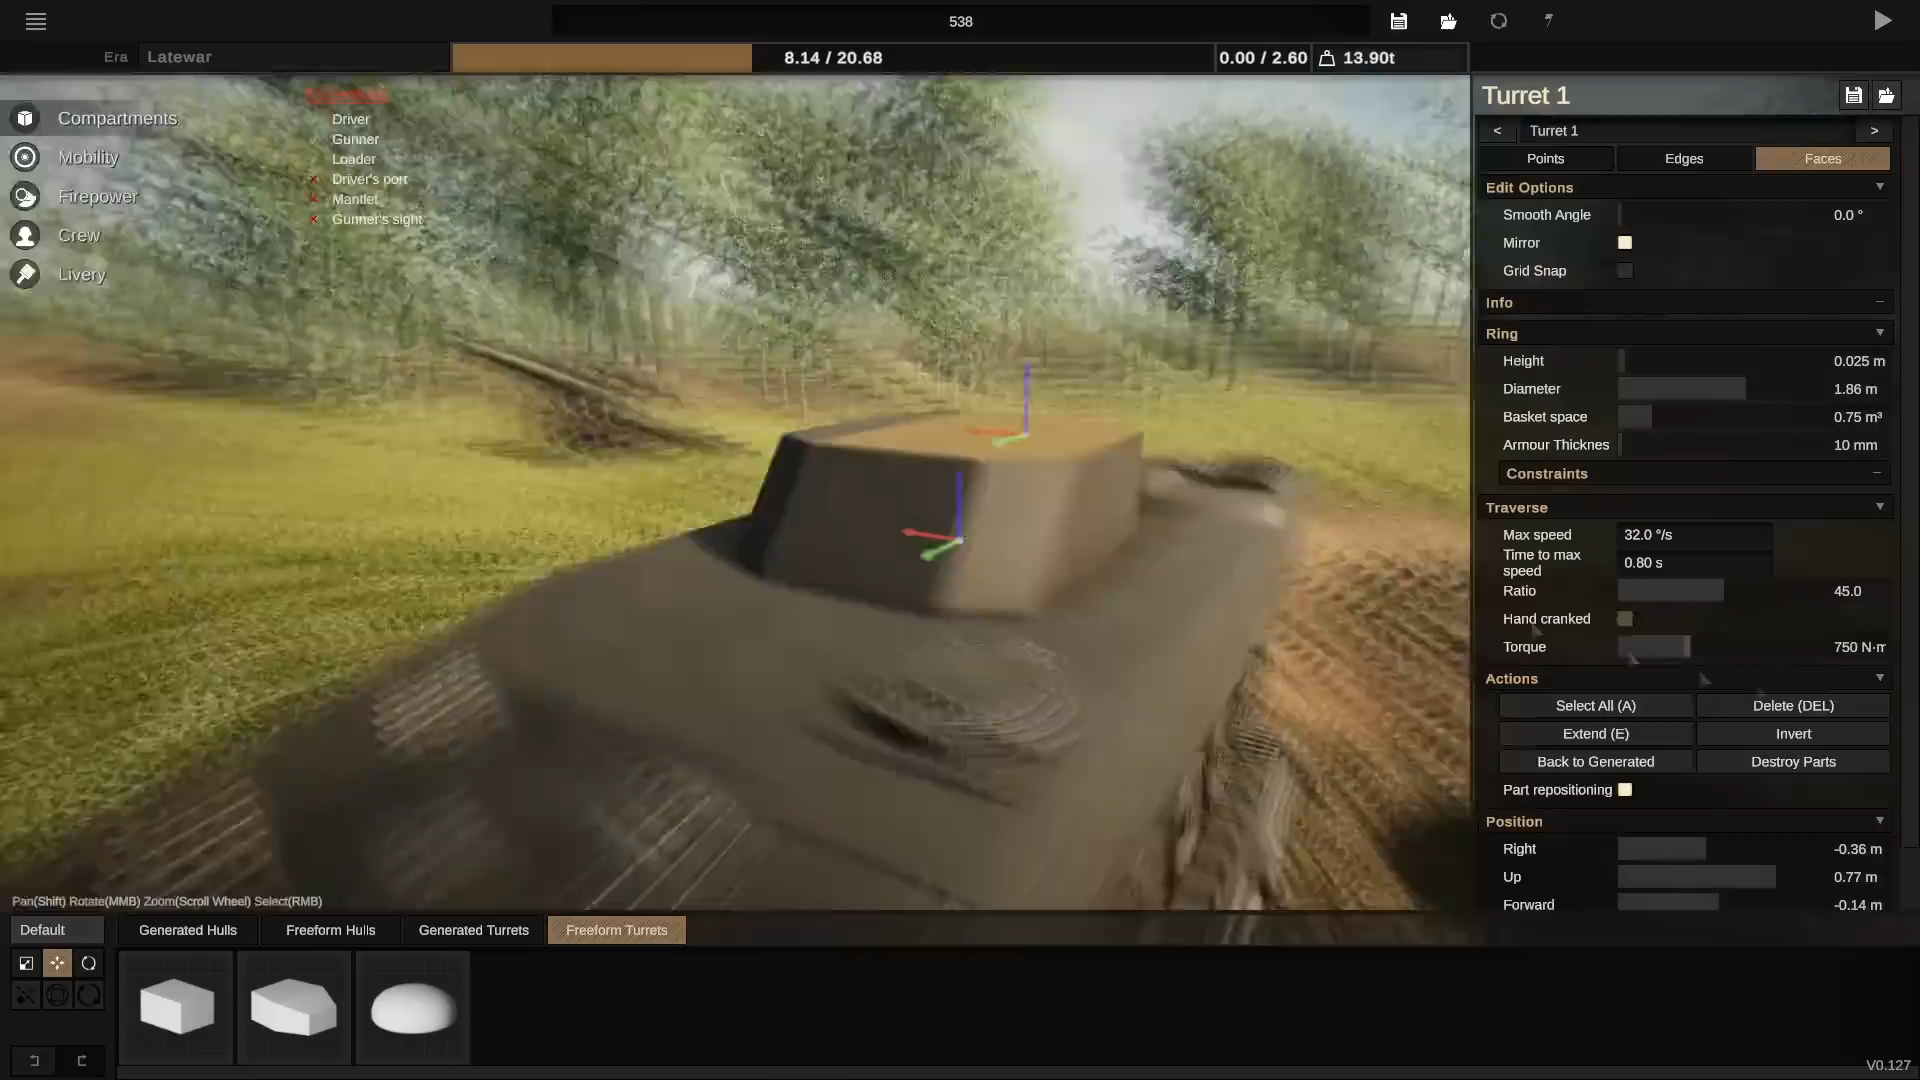 538
Era Latewar 8.14 / 20.68 0.00 / 2.60 13.90t
Compartments
Mobility
Firepower
Crew
Livery
Driver
Gunner
Loader
Driver's port
Mantlet
Gunner's sight
Turret 1
< Turret 1 >
Points Edges Faces
Edit Options
Smooth Angle 0.0 °
Mirror
Grid Snap
Info
Ring
Height 0.025 m
Diameter 1.86 m
Basket space 0.75 m³
Armour Thicknes 10 mm
Constraints
Traverse
Max speed 32.0 °/s
Time to max speed 0.80 s
Ratio 45.0
Hand cranked
Torque 750 N·m
Actions
Select All (A) Delete (DEL)
Extend (E) Invert
Back to Generated Destroy Parts
Part repositioning
Position
Right -0.36 m
Up 0.77 m
Forward -0.14 m
Pan(Shift) Rotate(MMB) Zoom(Scroll Wheel) Select(RMB)
Default Generated Hulls Freeform Hulls Generated Turrets Freeform Turrets
V0.127